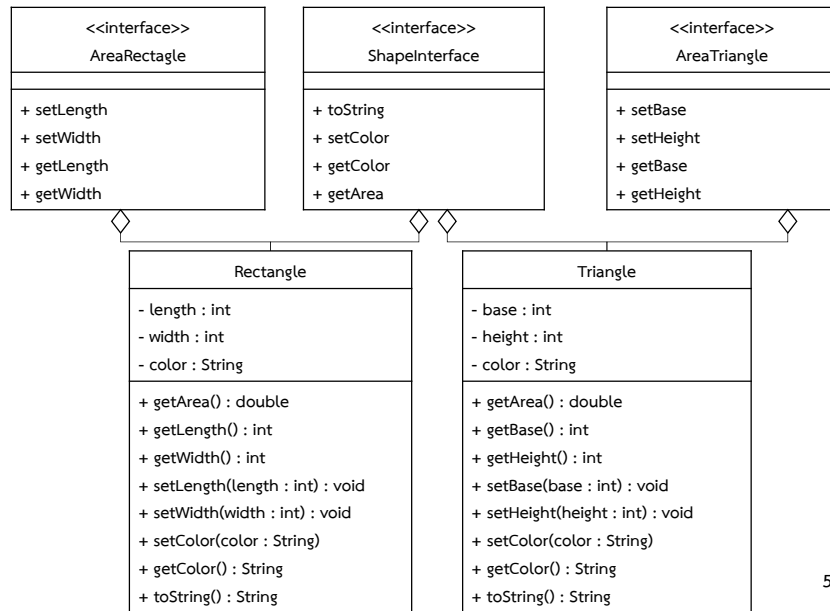 <<interface>>
AreaRectagle
+ setLength
+ setWidth
+ getLength
+ getWidth
<<interface>>
ShapeInterface
+ toString
+ setColor
+ getColor
+ getArea
<<interface>>
AreaTriangle
+ setBase
+ setHeight
+ getBase
+ getHeight
Rectangle
- length : int
- width : int
- color : String
+ getArea() : double
+ getLength() : int
+ getWidth() : int
+ setLength(length : int) : void
+ setWidth(width : int) : void
+ setColor(color : String)
+ getColor() : String
+ toString() : String
Triangle
- base : int
- height : int
- color : String
+ getArea() : double
+ getBase() : int
+ getHeight() : int
+ setBase(base : int) : void
+ setHeight(height : int) : void
+ setColor(color : String)
+ getColor() : String
+ toString() : String
5